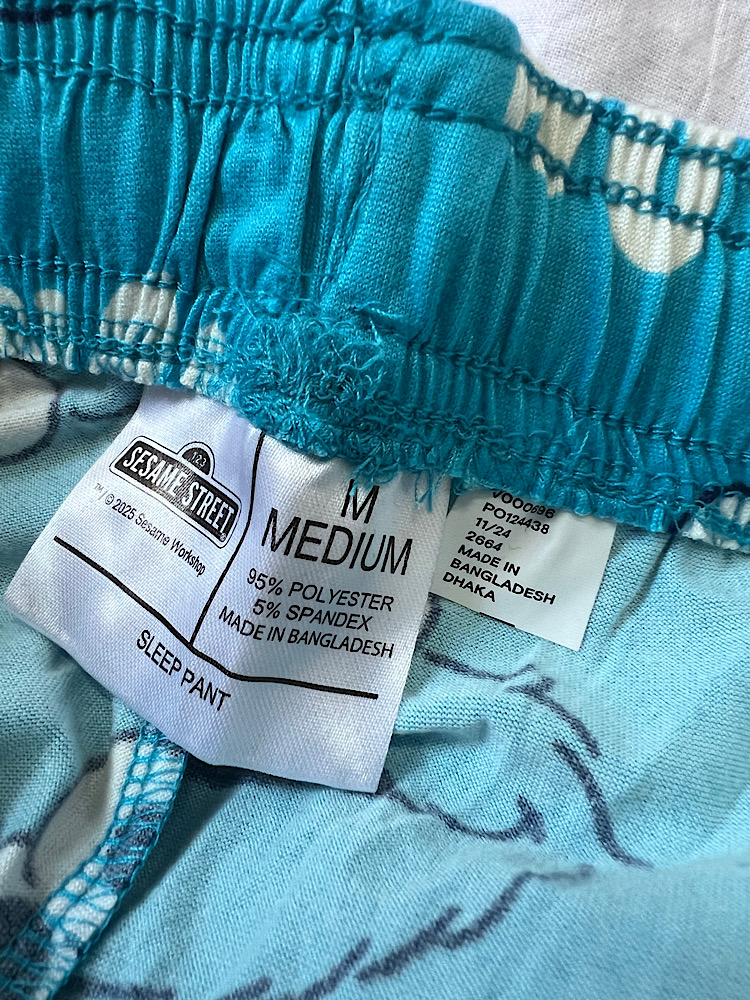 123
SESAME STREET
™ © 2025 Sesame Workshop
M
MEDIUM
95% POLYESTER
5% SPANDEX
MADE IN BANGLADESH
SLEEP PANT
PO124438
11/24
2664
MADE IN
BANGLADESH
DHAKA